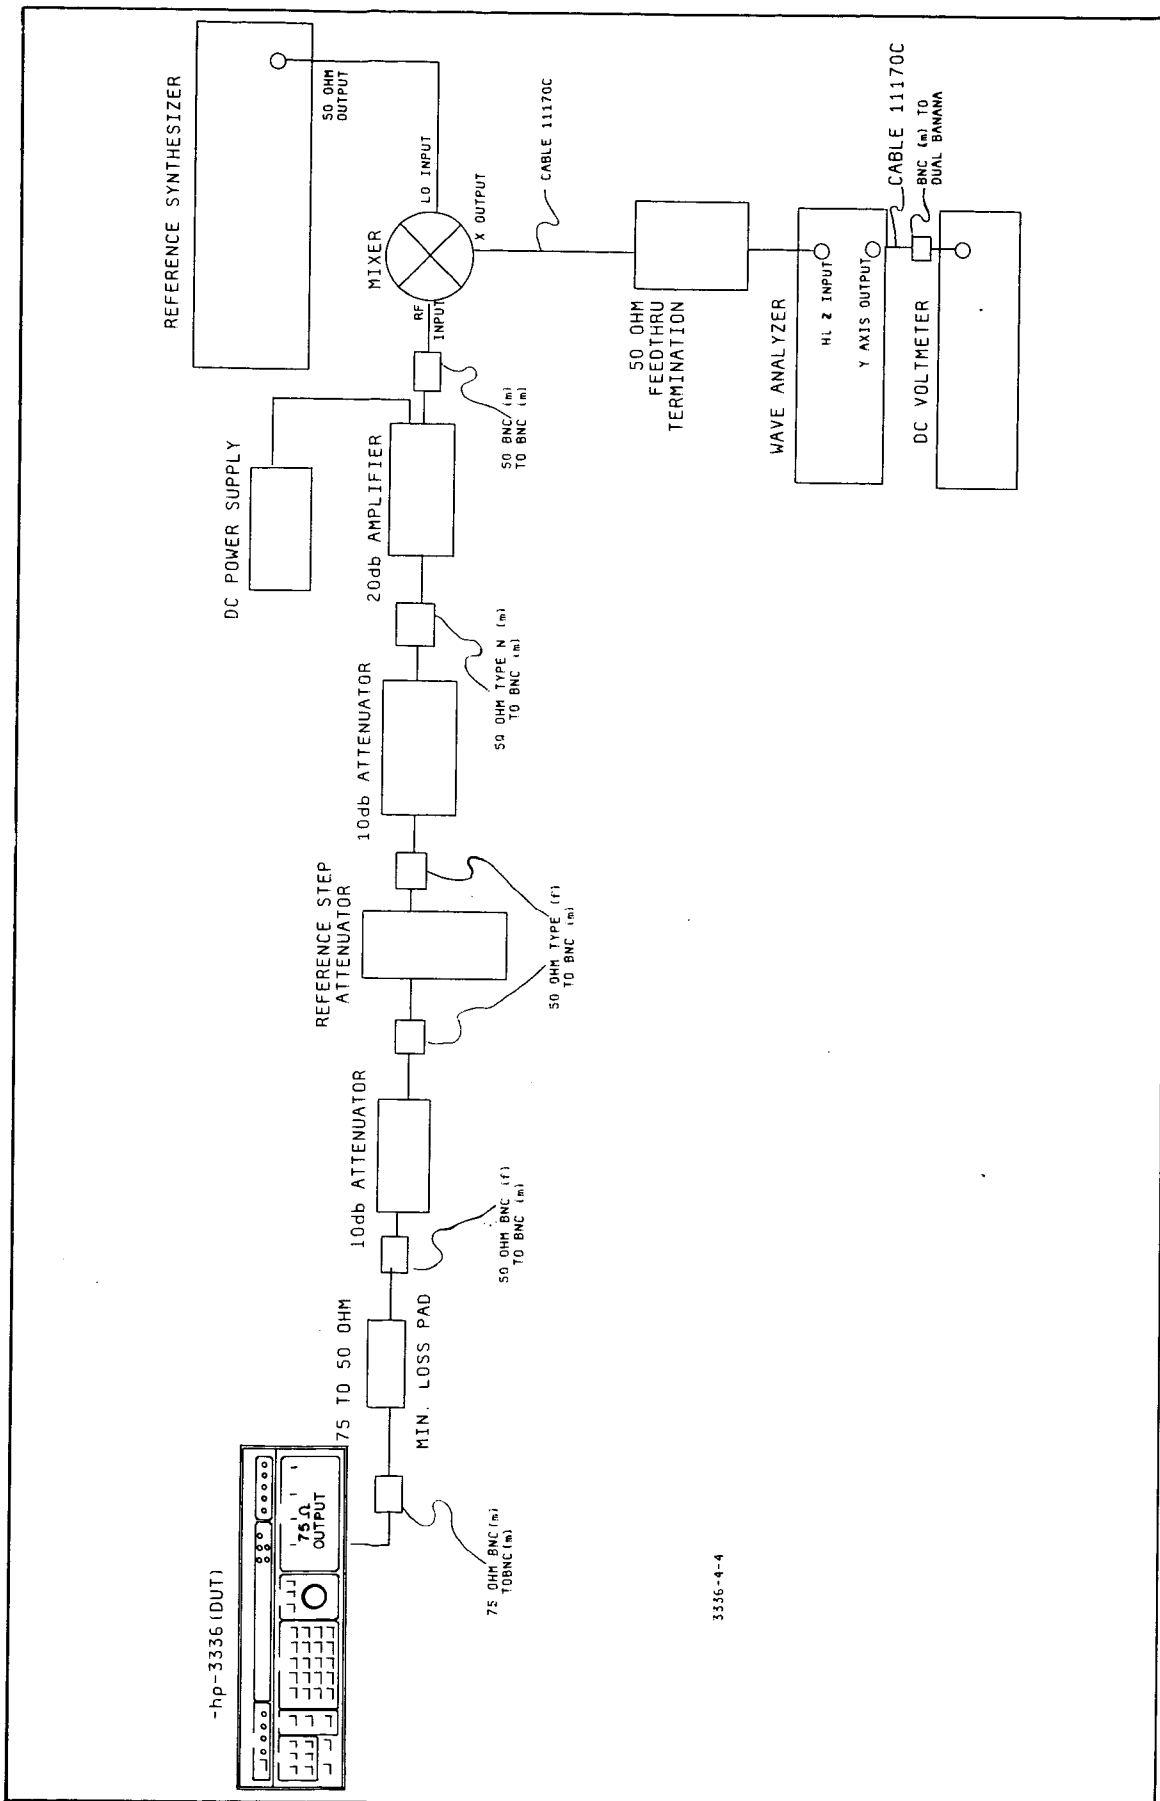 -hp-3336 (DUT)
75Ω
OUTPUT
75 OHM BNC (m)
TOBNC (m)
75 TO 50 OHM
MIN. LOSS PAD
50 OHM BNC (f)
TO BNC (m)
10db ATTENUATOR
REFERENCE STEP
ATTENUATOR
50 OHM TYPE (f)
TO BNC (m)
10db ATTENUATOR
50 OHM TYPE N (m)
TO BNC (m)
20db AMPLIFIER
DC POWER SUPPLY
50 BNC (m)
TO BNC (m)
RF
INPUT
MIXER
LO INPUT
X OUTPUT
REFERENCE SYNTHESIZER
50 OHM
OUTPUT
CABLE 11170C
50 OHM
FEEDTHRU
TERMINATION
WAVE ANALYZER
HI Z INPUT
Y AXIS OUTPUT
CABLE 11170C
BNC (m) TO
DUAL BANANA
DC VOLTMETER
3336-4-4